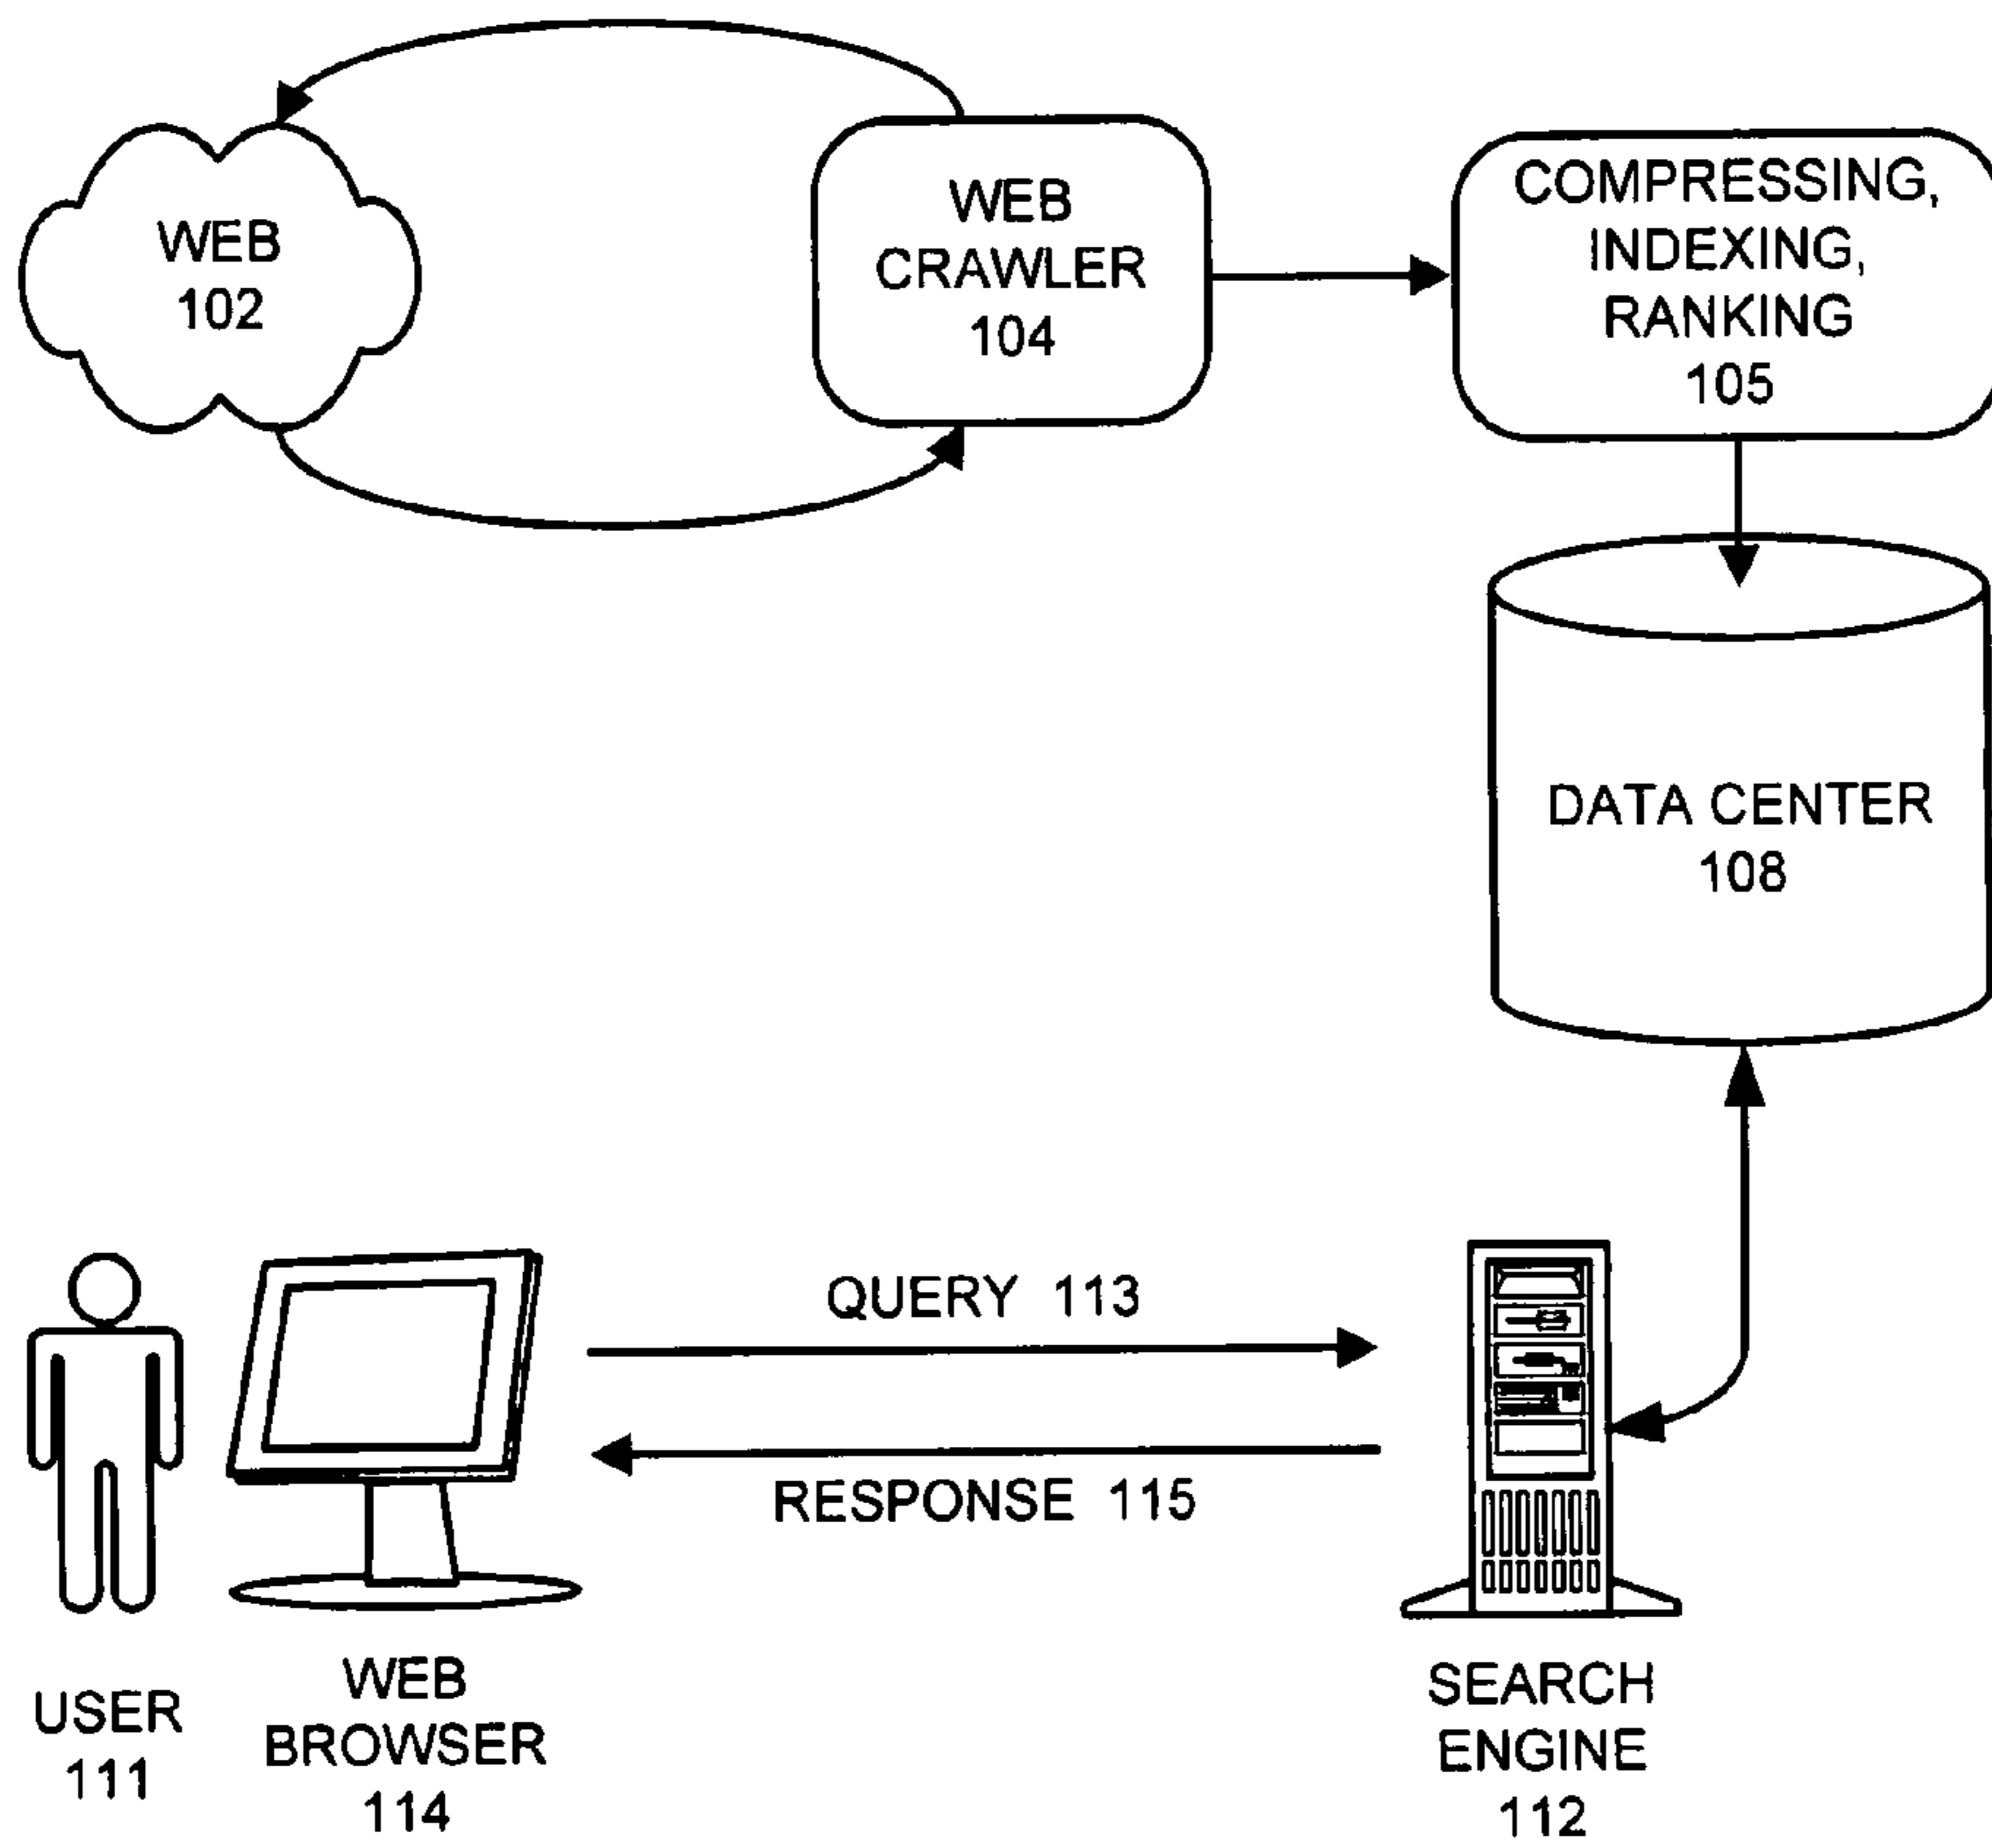 WEB
102
WEB
CRAWLER
104
COMPRESSING,
INDEXING,
RANKING
105
DATA CENTER
108
QUERY 113
RESPONSE 115
USER
111
WEB
BROWSER
114
SEARCH
ENGINE
112